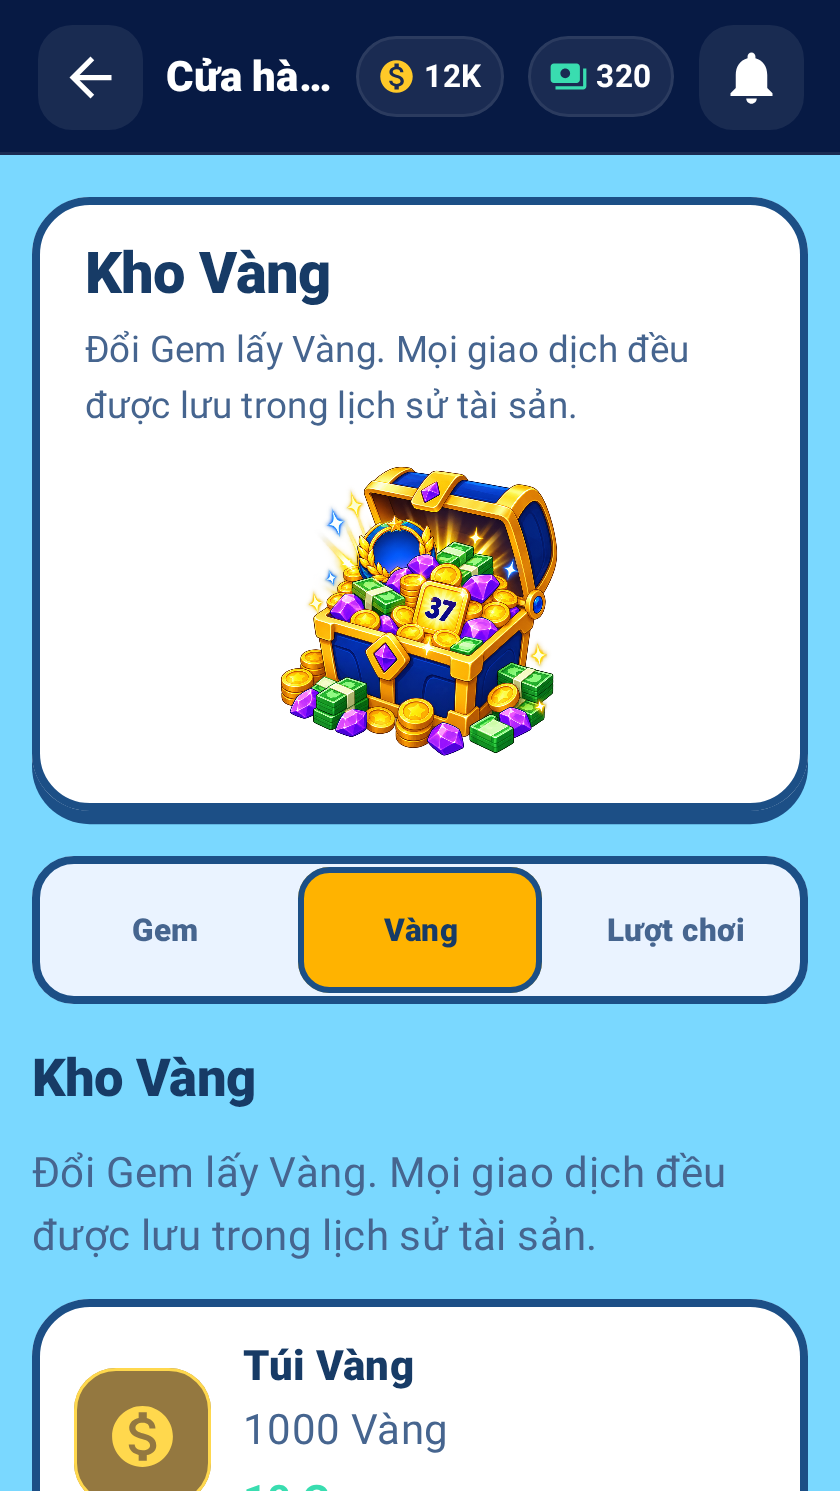 Cửa hà...
12K
320
Kho Vàng
Đổi Gem lấy Vàng. Mọi giao dịch đều
được lưu trong lịch sử tài sản.
37
Gem
Vàng
Lượt chơi
Kho Vàng
Đổi Gem lấy Vàng. Mọi giao dịch đều
được lưu trong lịch sử tài sản.
Túi Vàng
1000 Vàng